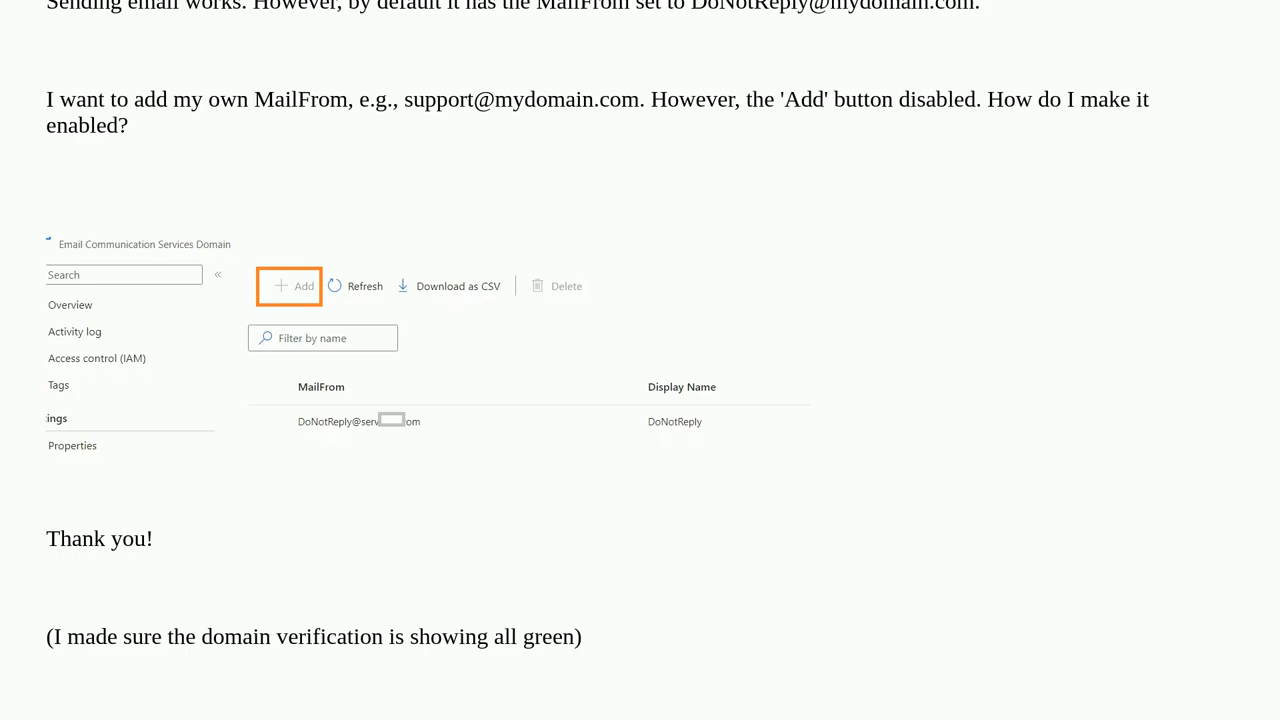 Sending email works. However, by default it has the MailFrom set to DoNotReply@mydomain.com.
I want to add my own MailFrom, e.g., support@mydomain.com. However, the 'Add' button disabled. How do I make it
enabled?
Email Communication Services Domain
Search
«
Add
Refresh
Download as CSV
Delete
Overview
Activity log
Filter by name
Access control (IAM)
Tags
MailFrom
Display Name
ings
DoNotReply@serv om
DoNotReply
Properties
Thank you!
(I made sure the domain verification is showing all green)